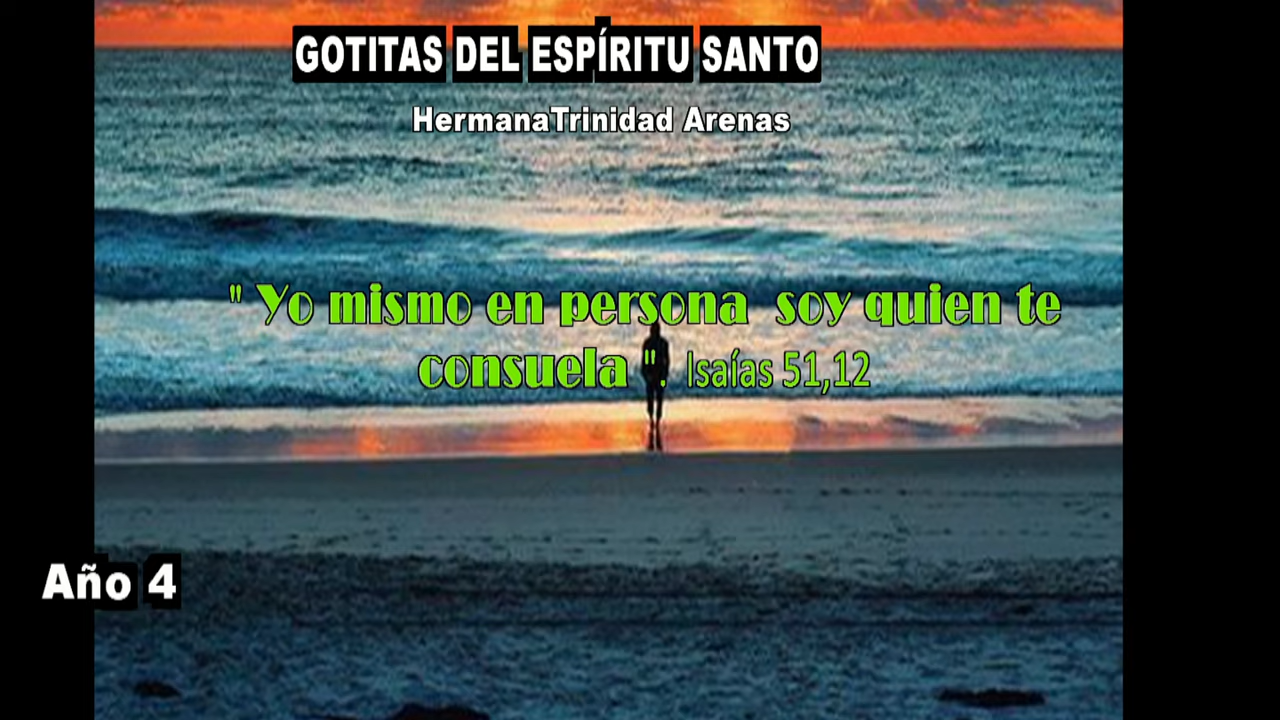 GOTITAS DEL ESPÍRITU SANTO
HermanaTrinidad Arenas
" Yo mismo en persona soy quien te
consuela ". Isaías 51,12
Año 4